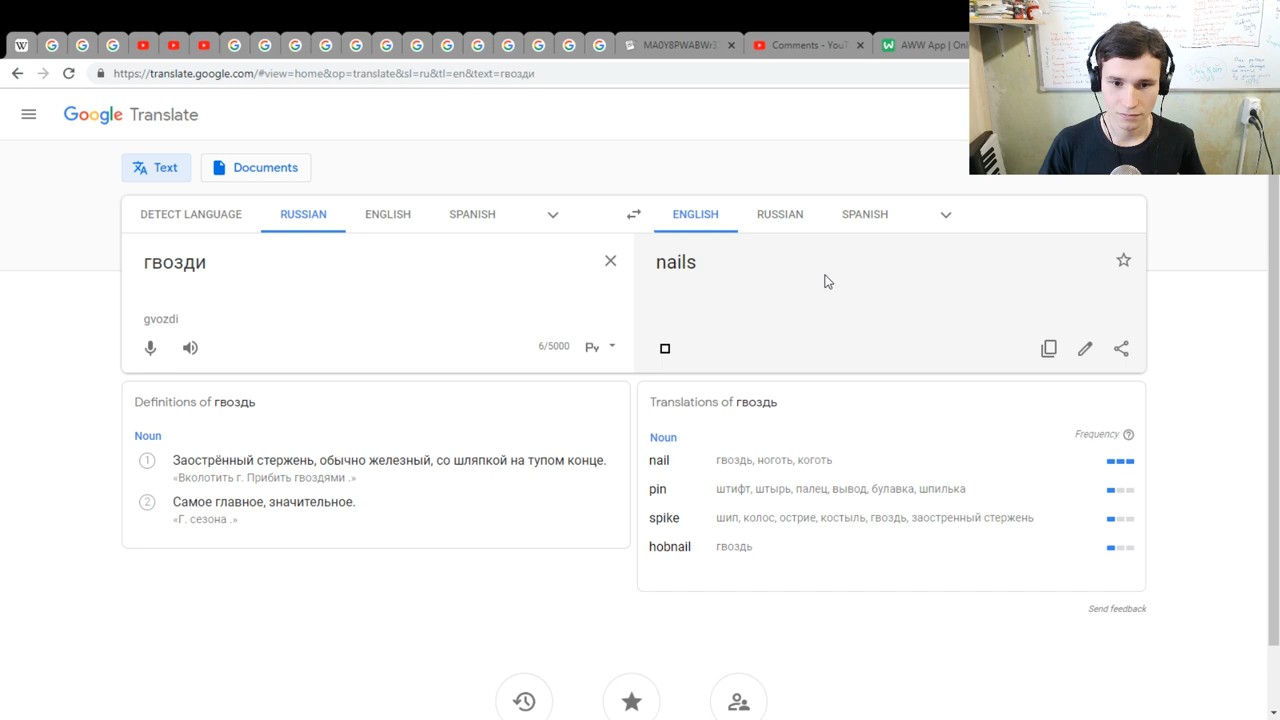 W
MA0Y8PWABWr3
Comments - YouT
AWW App | Onl
https://translate.google.com/#view=home&op=translate&sl=ru&tl=en&text=гвозди
Google Translate
Text
Documents
DETECT LANGUAGE
RUSSIAN
ENGLISH
SPANISH
ENGLISH
RUSSIAN
SPANISH
гвозди
nails
gvozdi
6/5000
Ру
Definitions of гвоздь
Noun
1 Заострённый стержень, обычно железный, со шляпкой на тупом конце.
«Вколотить г. Прибить гвоздями .»
2 Самое главное, значительное.
«Г. сезона .»
Translations of гвоздь
Noun
Frequency
nail гвоздь, ноготь, коготь
pin штифт, штырь, палец, вывод, булавка, шпилька
spike шип, колос, острие, костыль, гвоздь, заостренный стержень
hobnail гвоздь
Send feedback